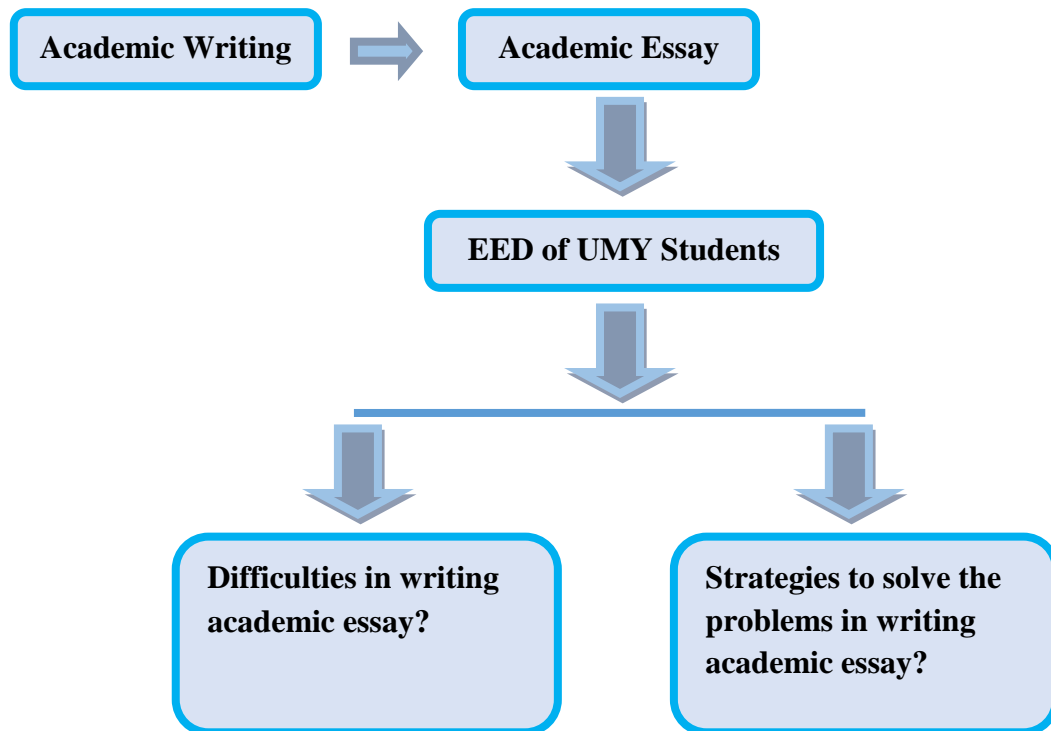 Academic Writing
Academic Essay
EED of UMY Students
Difficulties in writing
academic essay?
Strategies to solve the
problems in writing
academic essay?